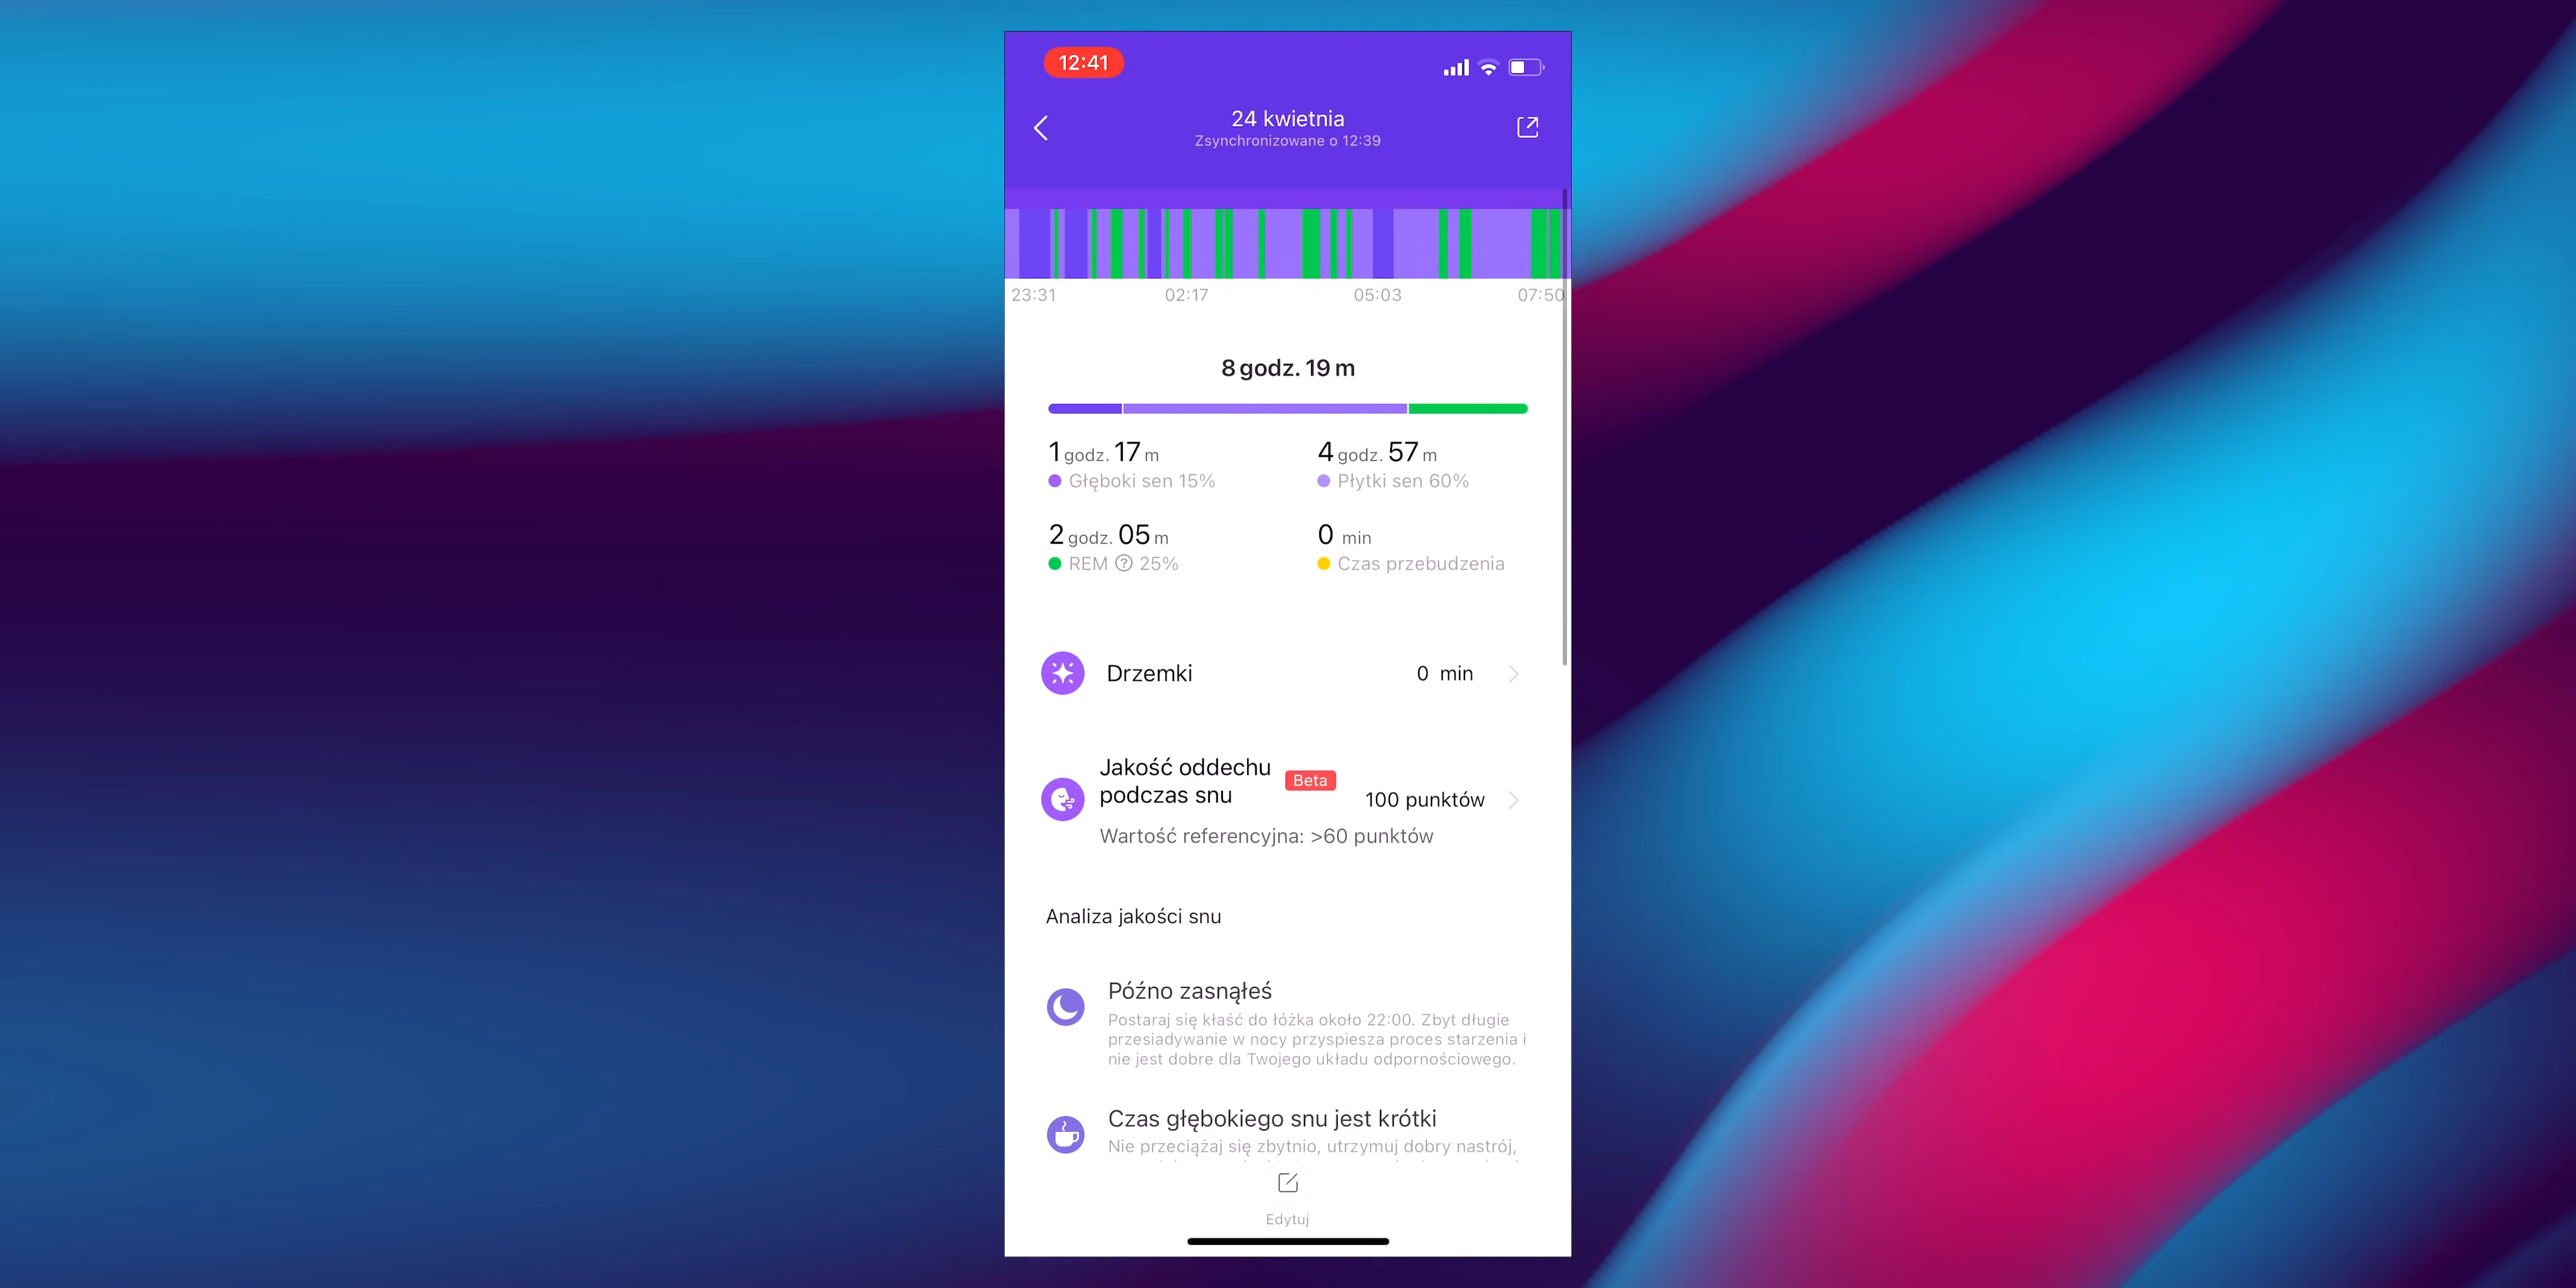 12:41
24 kwietnia
Zsynchronizowane o 12:39
23:31 02:17 05:03 07:50
8 godz. 19 m
1 godz. 17 m 4 godz. 57 m
Głęboki sen 15% Płytki sen 60%
2 godz. 05 m 0 min
REM ? 25% Czas przebudzenia
Drzemki 0 min
Jakość oddechu
podczas snu Beta 100 punktów
Wartość referencyjna: >60 punktów
Analiza jakości snu
Późno zasnąłeś
Postaraj się kłaść do łóżka około 22:00. Zbyt długie
przesiadywanie w nocy przyspiesza proces starzenia i
nie jest dobre dla Twojego układu odpornościowego.
Czas głębokiego snu jest krótki
Nie przeciążaj się zbytnio, utrzymuj dobry nastrój,
Edytuj